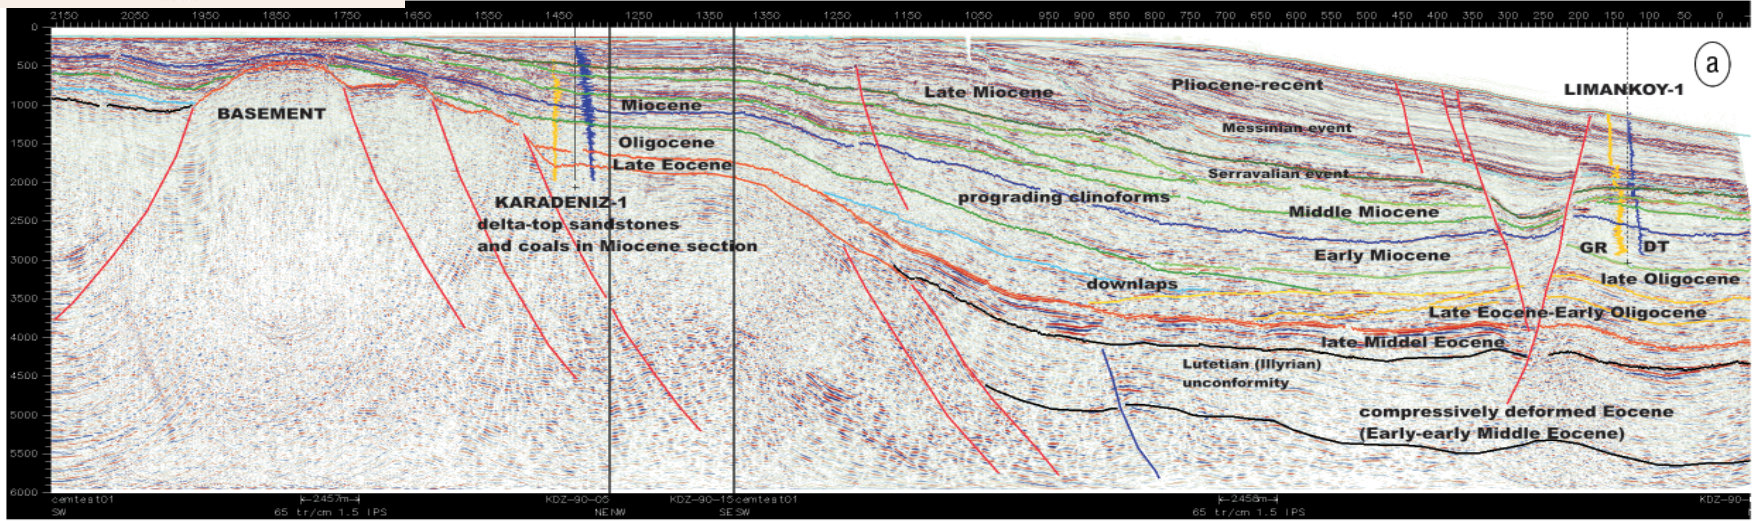 2150 2050 1950 1850 1750 1650 1550 1400 1250 1350 1250 1150 1050 950 900 850 800 750 700 650 600 550 500 450 400 350 300 250 200 150 100 50 0
0
500
1000
1500
2000
2500
3000
3500
4000
4500
5000
5500
6000
a
BASEMENT
Miocene
Oligocene
Late Eocene
KARADENIZ-1
delta-top sandstones
and coals in Miocene section
Late Miocene
Pliocene-recent
LIMANKOY-1
Messinian event
Serravalian event
prograding clinoforms
Middle Miocene
Early Miocene
GR
DT
downlaps
late Oligocene
Late Eocene-Early Oligocene
late Middel Eocene
Lutetian (Illyrian)
unconformity
compressively deformed Eocene
(Early-early Middle Eocene)
cemtest01
2457m
KDZ-90-05
KDZ-90-15 cemtest01
2458m
KDZ-90-
SW
65 tr/cm 1.5 IPS
NENW
SESW
65 tr/cm 1.5 IPS